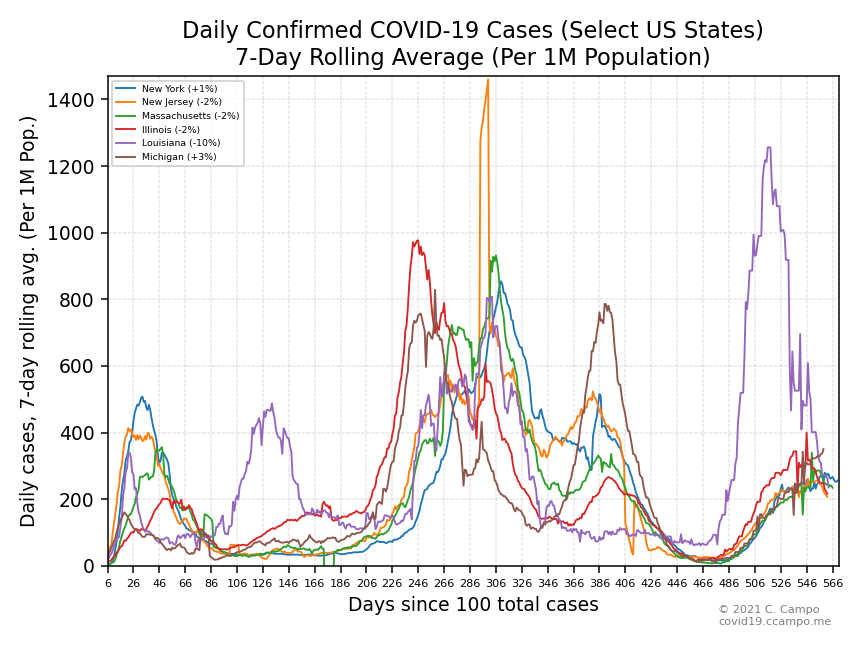 Daily Confirmed COVID-19 Cases (Select US States)
7-Day Rolling Average (Per 1M Population)
Daily cases, 7-day rolling avg. (Per 1M Pop.)
1400
1200
1000
800
600
400
200
0
New York (+1%)
New Jersey (-2%)
Massachusetts (-2%)
Illinois (-2%)
Louisiana (-10%)
Michigan (+3%)
6 26 46 66 86 106 126 146 166 186 206 226 246 266 286 306 326 346 366 386 406 426 446 466 486 506 526 546 566
Days since 100 total cases
© 2021 C. Campo
covid19.ccampo.me